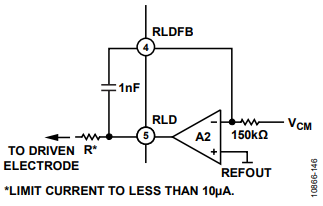 RLDFB
4
1nF
RLD
5
A2
–
+
150kΩ
VCM
R*
TO DRIVEN
ELECTRODE
REFOUT
*LIMIT CURRENT TO LESS THAN 10µA.
10866-146